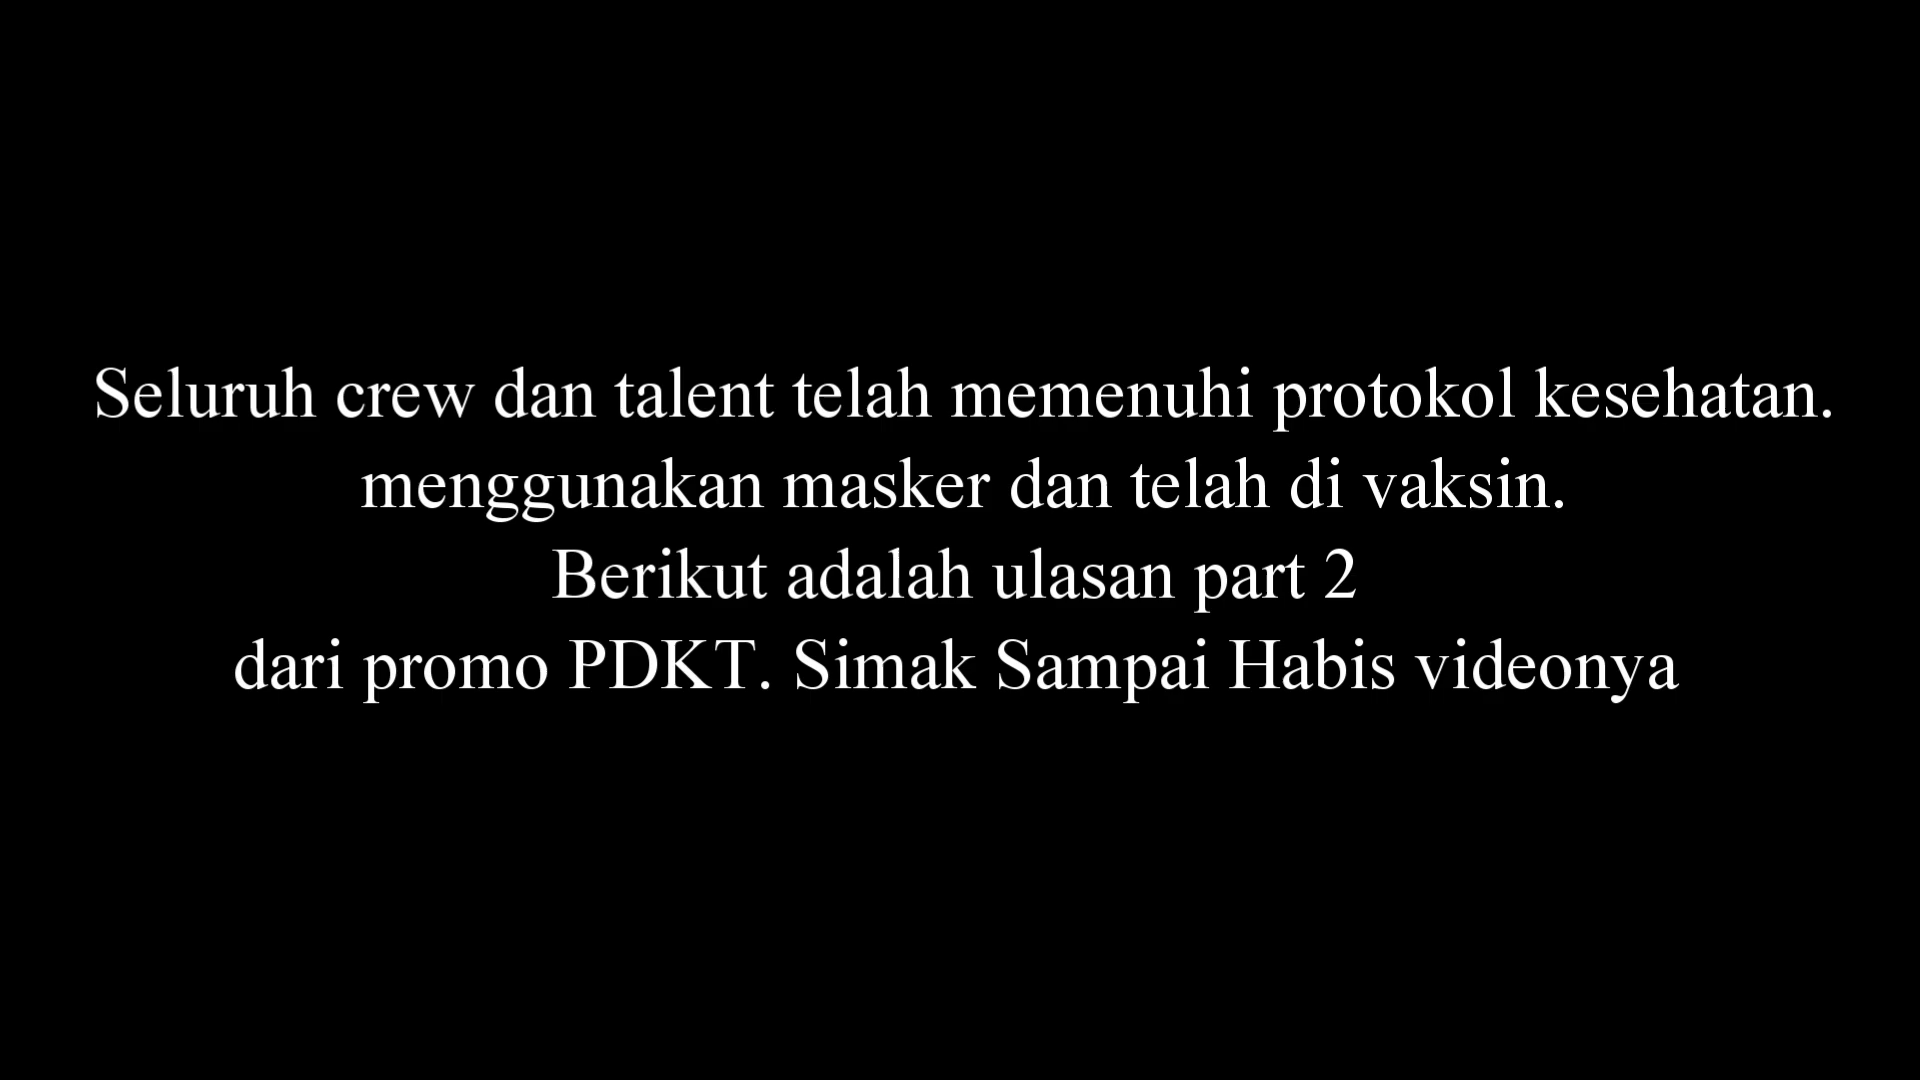 Seluruh crew dan talent telah memenuhi protokol kesehatan.
menggunakan masker dan telah di vaksin.
Berikut adalah ulasan part 2
dari promo PDKT. Simak Sampai Habis videonya